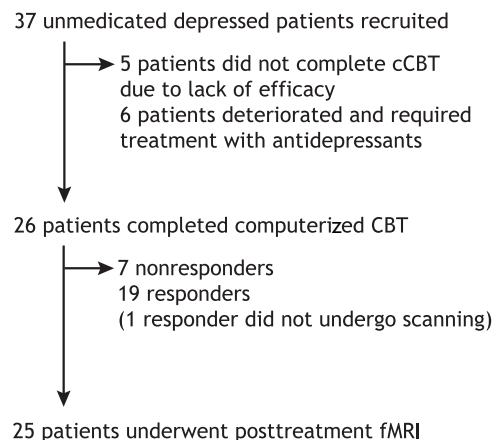 37 unmedicated depressed patients recruited
5 patients did not complete cCBT
due to lack of efficacy
6 patients deteriorated and required
treatment with antidepressants
26 patients completed computerized CBT
7 nonresponders
19 responders
(1 responder did not undergo scanning)
25 patients underwent posttreatment fMRI